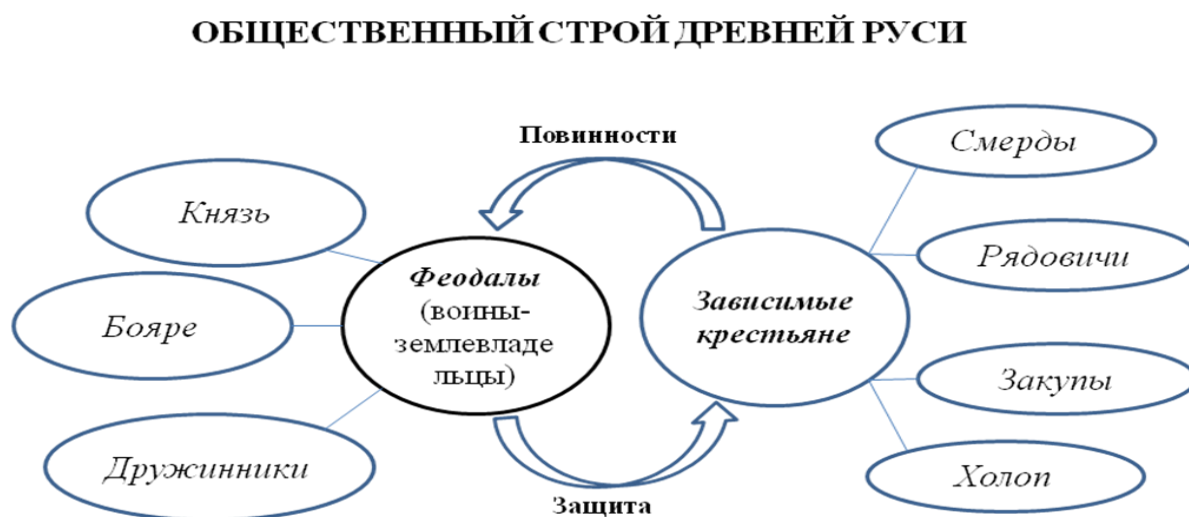 ОБЩЕСТВЕННЫЙ СТРОЙ ДРЕВНЕЙ РУСИ
Повинности
Смерды
Князь
Рядовичи
Феодалы
(воины-
землевладе
льцы)
Зависимые
крестьяне
Бояре
Закупы
Дружинники
Холоп
Защита